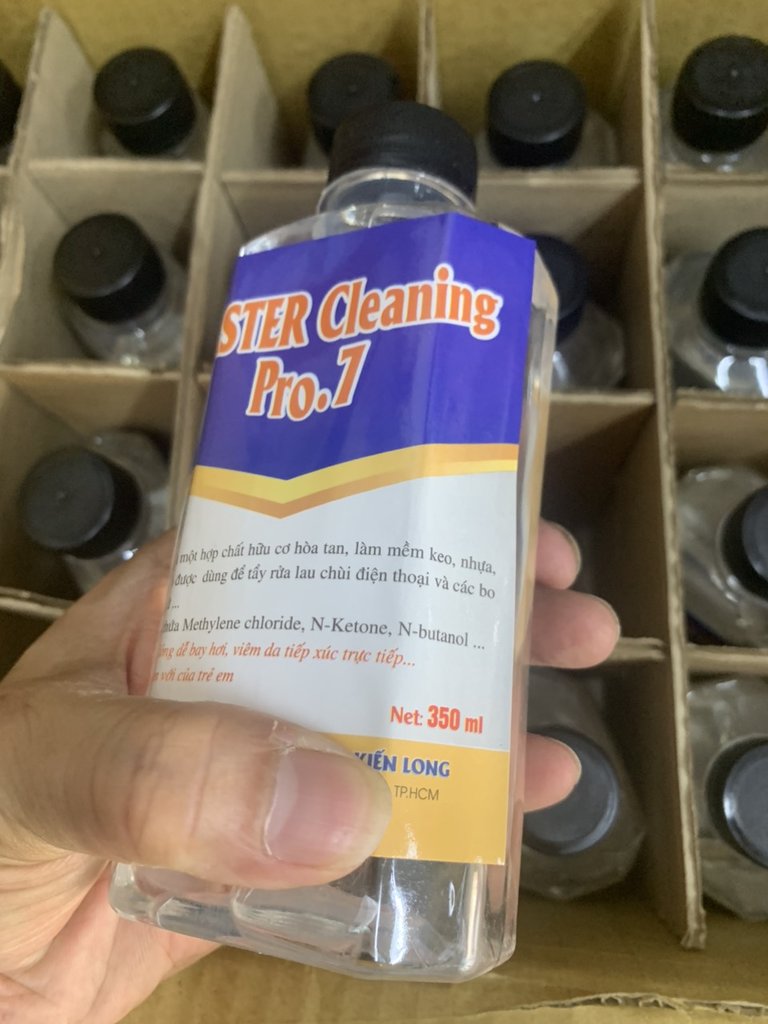 STER Cleaning
Pro.7
một hợp chất hữu cơ hòa tan, làm mềm keo, nhựa,
được dùng để tẩy rửa lau chùi điện thoại và các bo
...
Methylene chloride, N-Ketone, N-butanol ...
dễ bay hơi, viêm da tiếp xúc trực tiếp...
với của trẻ em
Net: 350 ml
KIẾN LONG
TP.HCM